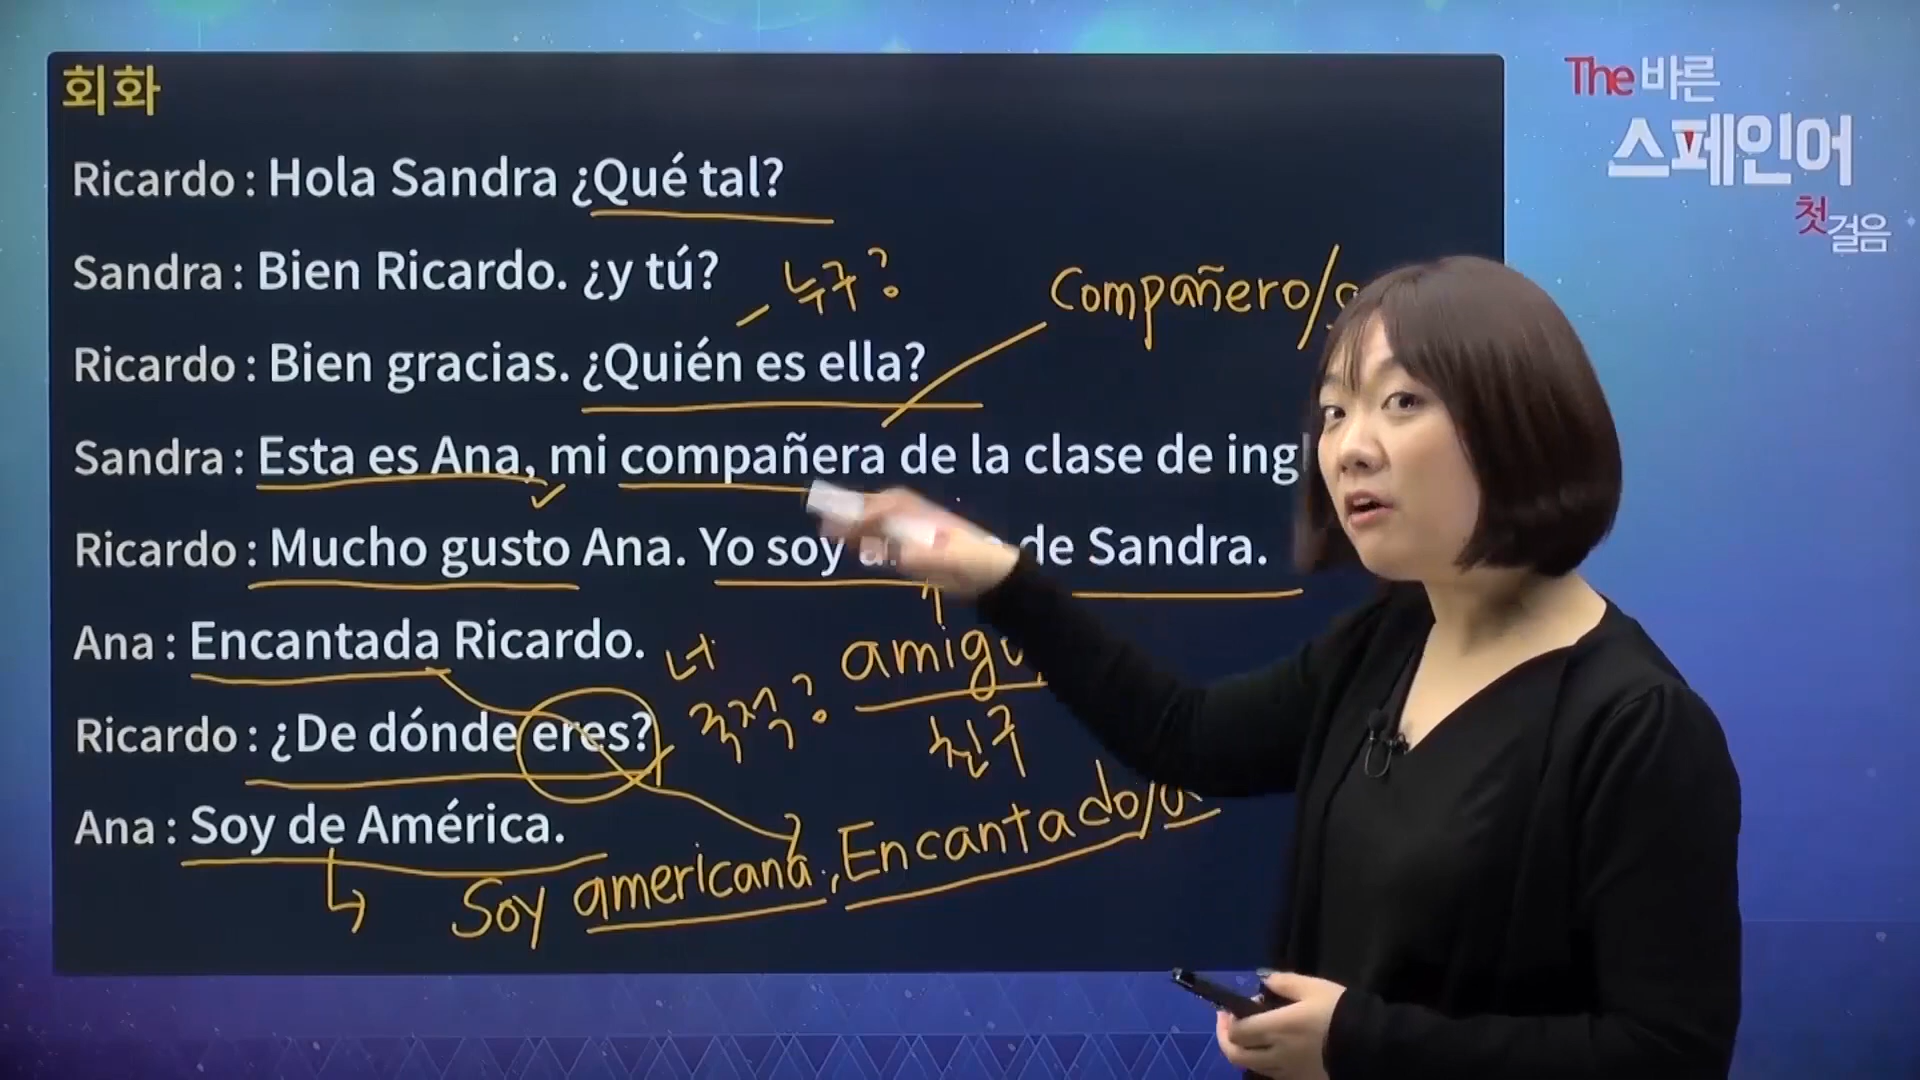 회화
The 바른
스페인어
첫걸음
Ricardo : Hola Sandra ¿Qué tal?
Sandra : Bien Ricardo. ¿y tú?
누구?
Compañero/
Ricardo : Bien gracias. ¿Quién es ella?
Sandra : Esta es Ana, mi compañera de la clase de
Ricardo : Mucho gusto Ana. Yo soy de Sandra.
Ana : Encantada Ricardo.
너
국적?
친구
Ricardo : ¿De dónde eres?
Ana : Soy de América.
Soy americana, Encantado/a